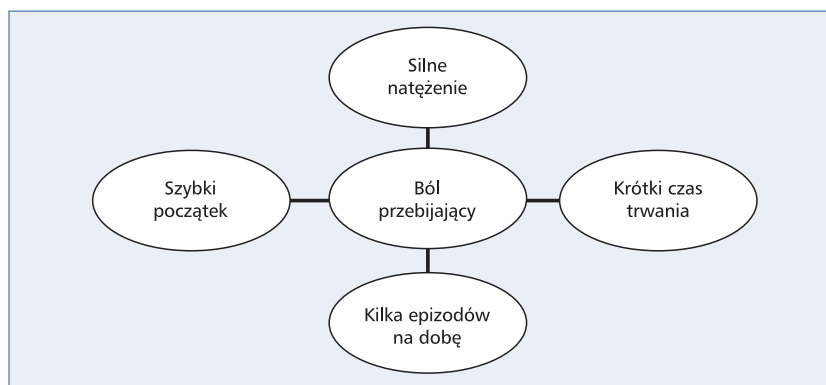 Silne
natężenie
Szybki
początek
Ból
przebijający
Krótki czas
trwania
Kilka epizodów
na dobę